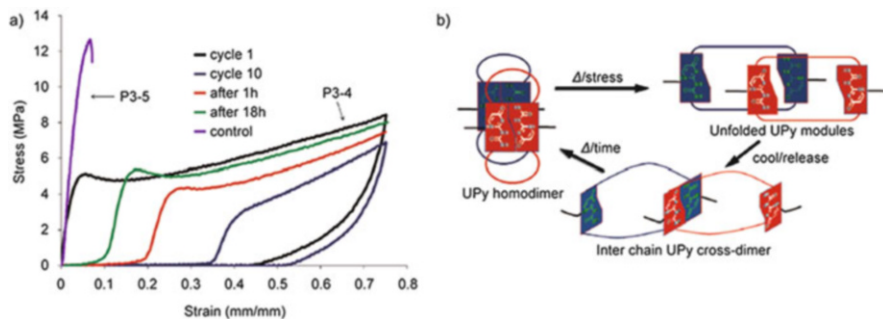 a)
14
12
10
8
6
4
2
0
Stress (MPa)
cycle 1
cycle 10
after 1h
after 18h
control
P3-5
P3-4
0
0.1
0.2
0.3
0.4
0.5
0.6
0.7
0.8
Strain (mm/mm)
b)
Δ/stress
Unfolded UPy modules
UPy homodimer
Δ/time
cool/release
Inter chain UPy cross-dimer